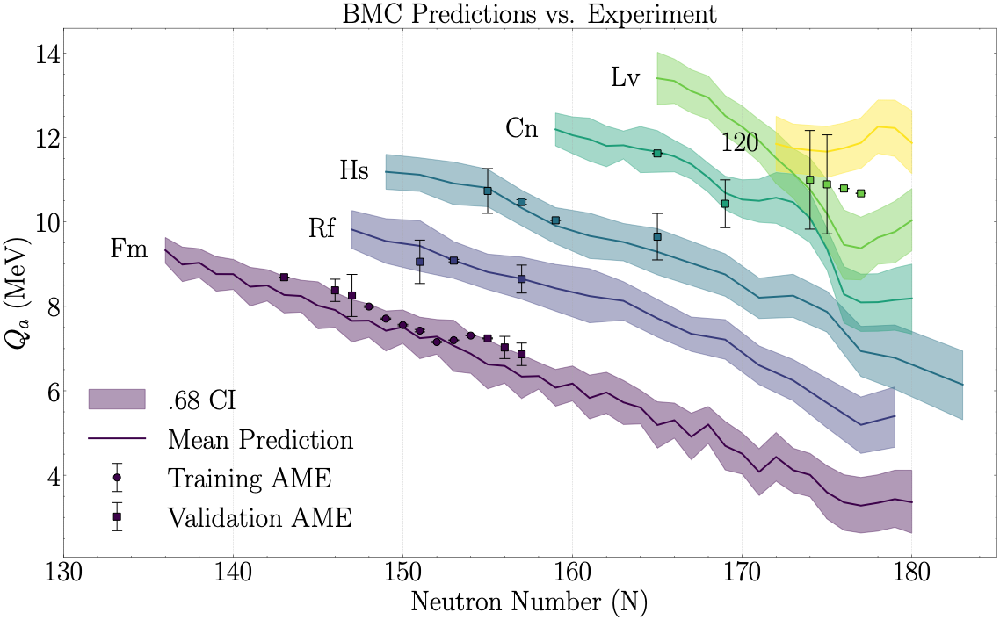 BMC Predictions vs. Experiment
14
12
10
8
6
4
Qa (MeV)
Lv
Cn
120
Hs
Rf
Fm
.68 CI
Mean Prediction
Training AME
Validation AME
130 140 150 160 170 180
Neutron Number (N)